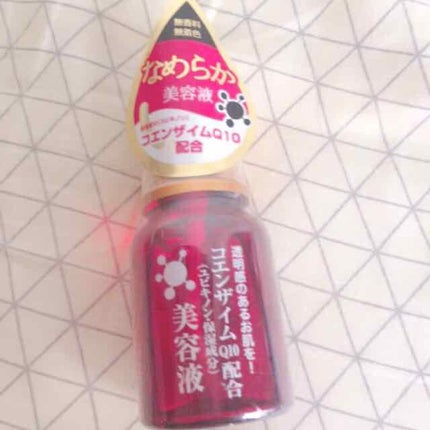 無香料
無着色
なめらか
美容液
コエンザイムQ10
配合
透明感のあるお肌を!
コエンザイムQ10配合
(ユビキノン・保湿成分)
美容液